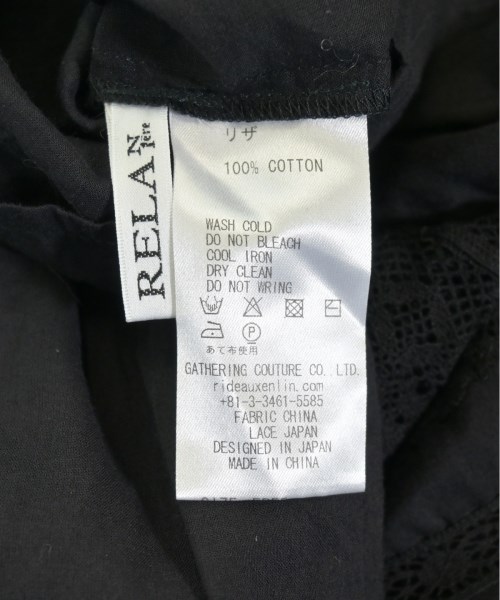 RELAN
1ère
リザ
100% COTTON
WASH COLD
DO NOT BLEACH
COOL IRON
DRY CLEAN
DO NOT WRING
P
あて布使用
GATHERING COUTURE CO., LTD.
rideauxenlin.com
+81-3-3461-5585
FABRIC CHINA
LACE JAPAN
DESIGNED IN JAPAN
MADE IN CHINA